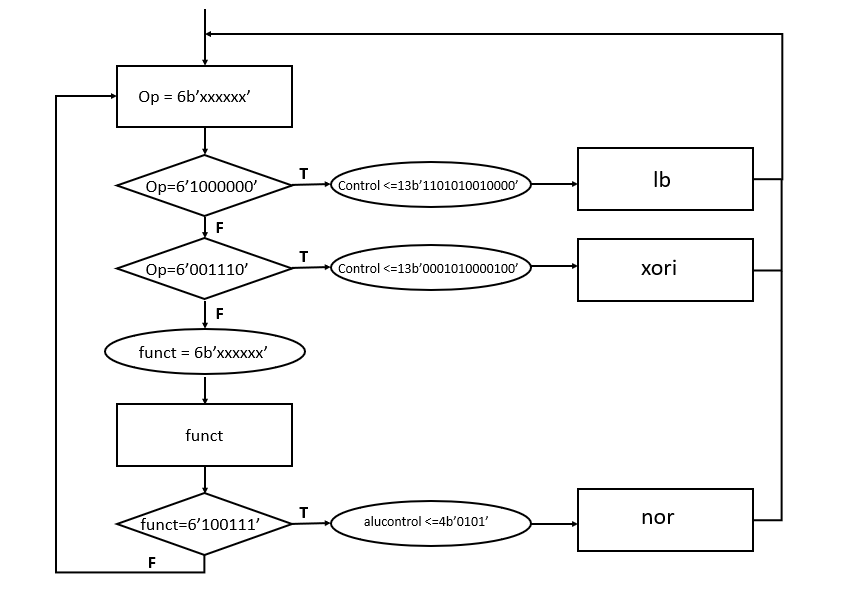 Op = 6b’xxxxxx’
Op=6’1000000’
T
Control <=13b’1101010010000’
lb
F
Op=6’001110’
T
Control <=13b’0001010000100’
xori
F
funct = 6b’xxxxxx’
funct
funct=6’100111’
T
alucontrol <=4b’0101’
nor
F